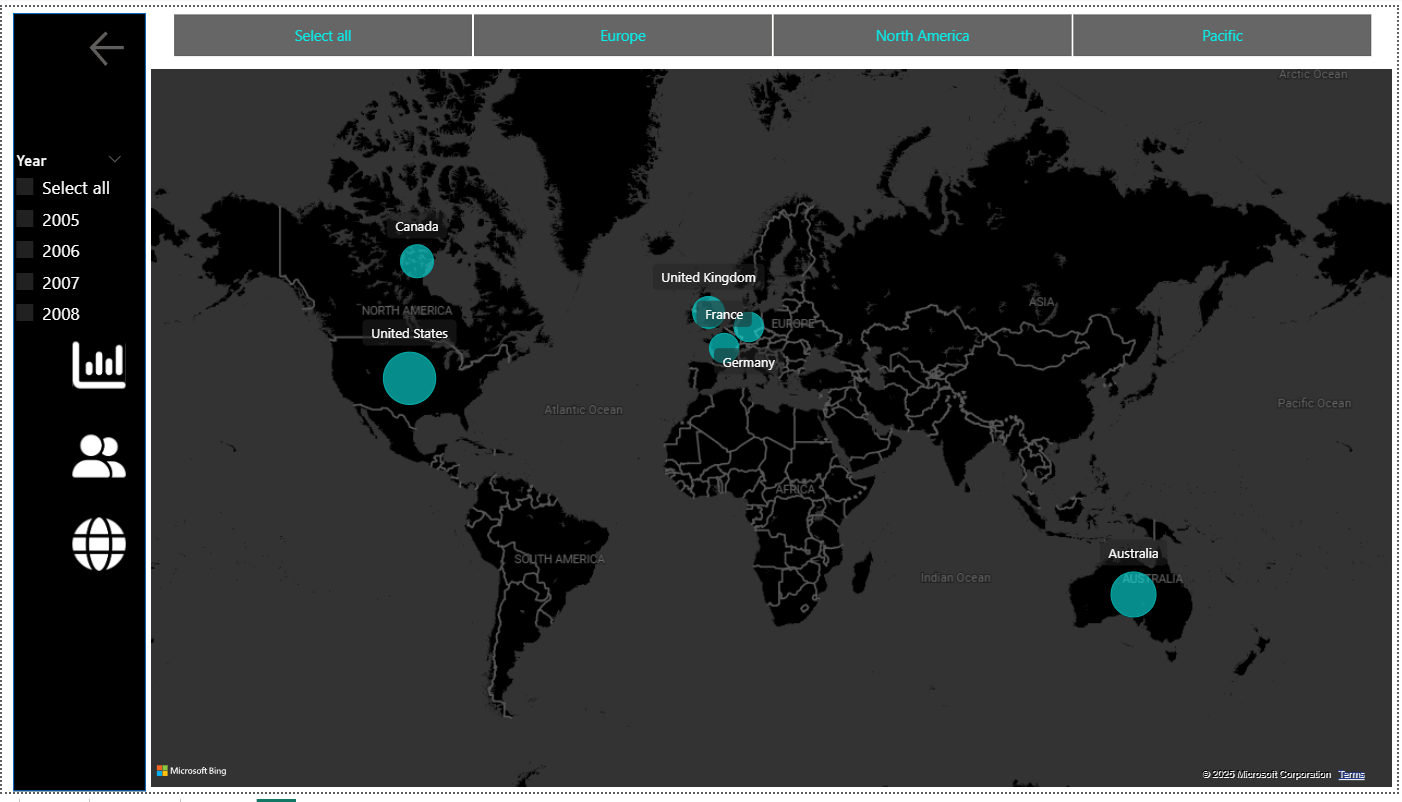 Select all
Europe
North America
Pacific
Year
Select all
2005
2006
2007
2008
Arctic Ocean
Canada
United Kingdom
NORTH AMERICA
ASIA
France
EUROPE
United States
Germany
Atlantic Ocean
Pacific Ocean
AFRICA
SOUTH AMERICA
Australia
Indian Ocean
AUSTRALIA
Microsoft Bing
© 2025 Microsoft Corporation Terms